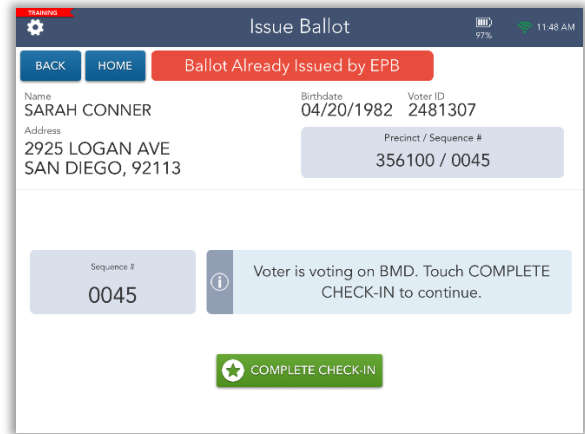 TRAINING
Issue Ballot
97%
11:48 AM
BACK
HOME
Ballot Already Issued by EPB
Name
SARAH CONNER
Birthdate
04/20/1982
Voter ID
2481307
Address
2925 LOGAN AVE
SAN DIEGO, 92113
Precinct / Sequence #
356100 / 0045
Sequence #
0045
Voter is voting on BMD. Touch COMPLETE
CHECK-IN to continue.
COMPLETE CHECK-IN